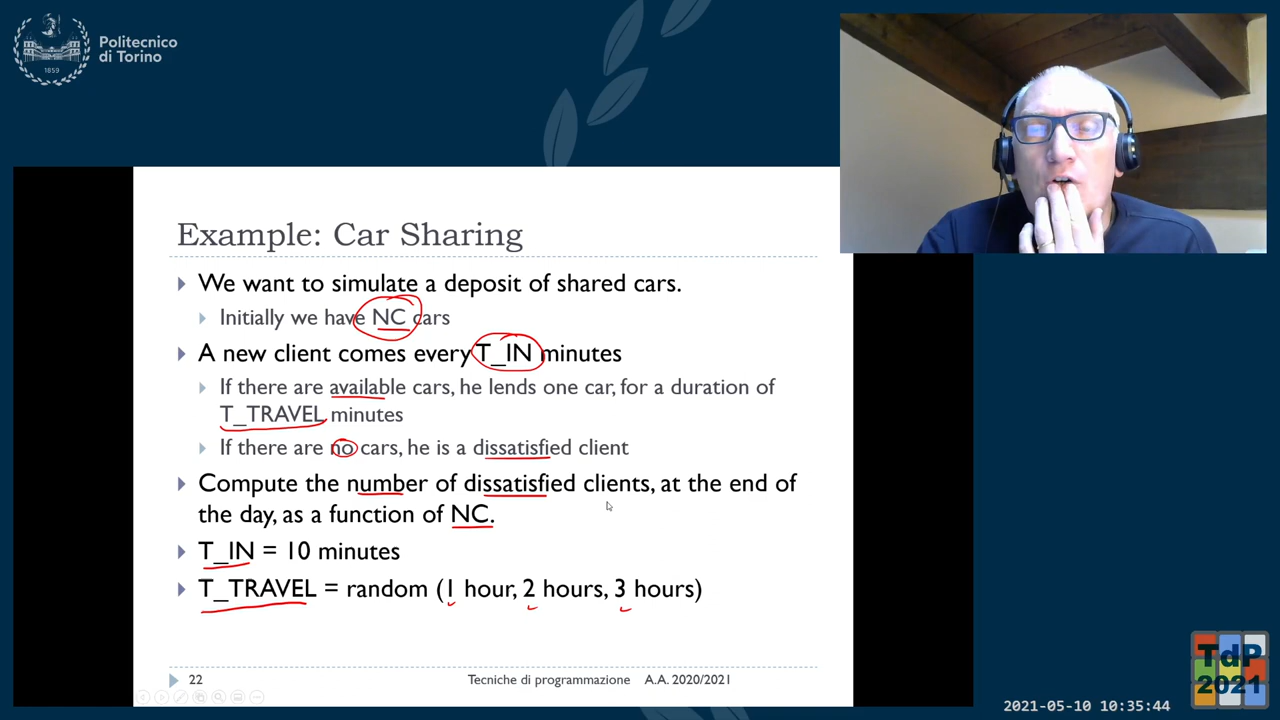 Politecnico
di Torino
1859
Example: Car Sharing
We want to simulate a deposit of shared cars.
Initially we have NC cars
A new client comes every T_IN minutes
If there are available cars, he lends one car, for a duration of
T_TRAVEL minutes
If there are no cars, he is a dissatisfied client
Compute the number of dissatisfied clients, at the end of
the day, as a function of NC.
T_IN = 10 minutes
T_TRAVEL = random (1 hour, 2 hours, 3 hours)
22
Tecniche di programmazione A.A. 2020/2021
TdP
2021
2021-05-10 10:35:44